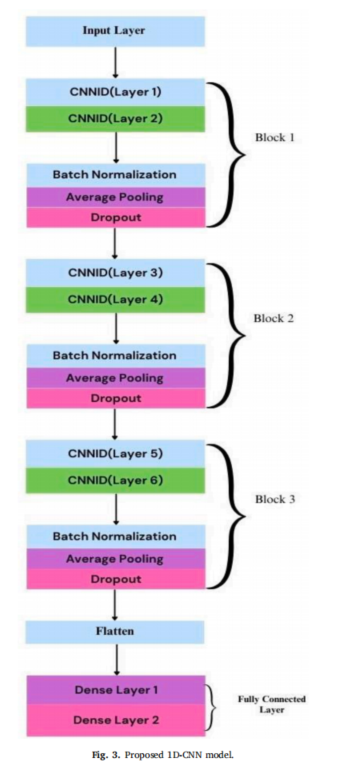 Input Layer
CNNID(Layer 1)
CNNID(Layer 2)
Block 1
Batch Normalization
Average Pooling
Dropout
CNNID(Layer 3)
CNNID(Layer 4)
Block 2
Batch Normalization
Average Pooling
Dropout
CNNID(Layer 5)
CNNID(Layer 6)
Block 3
Batch Normalization
Average Pooling
Dropout
Flatten
Dense Layer 1
Dense Layer 2
Fully Connected
Layer
Fig. 3. Proposed 1D-CNN model.